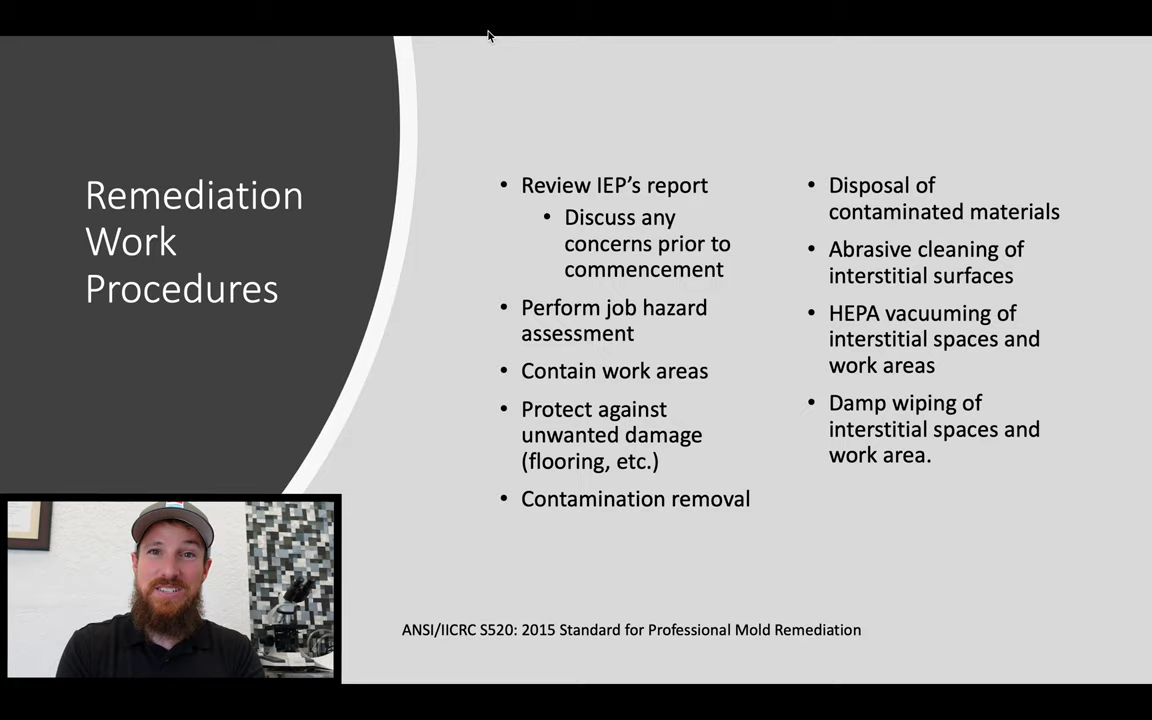 Remediation
Work
Procedures
• Review IEP's report
• Discuss any
concerns prior to
commencement
• Perform job hazard
assessment
• Contain work areas
• Protect against
unwanted damage
(flooring, etc.)
• Contamination removal
• Disposal of
contaminated materials
• Abrasive cleaning of
interstitial surfaces
• HEPA vacuuming of
interstitial spaces and
work areas
• Damp wiping of
interstitial spaces and
work area.
ANSI/IICRC S520: 2015 Standard for Professional Mold Remediation